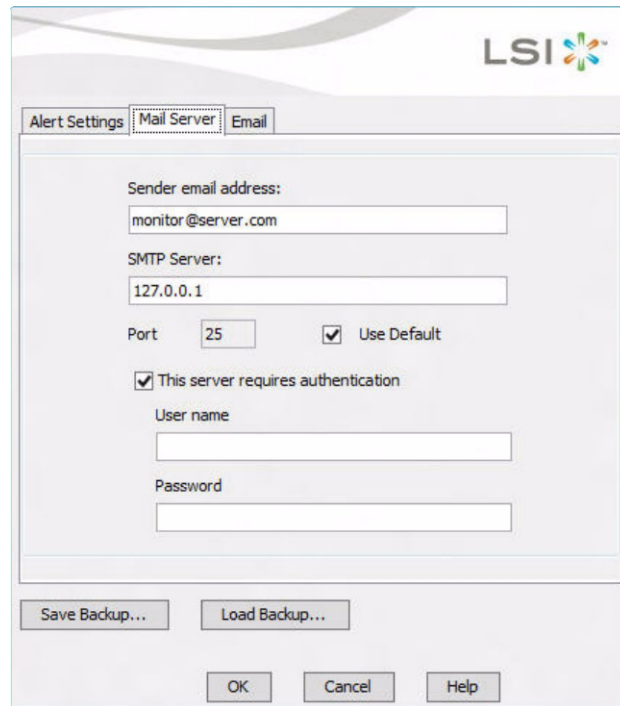 LSI™
Alert Settings Mail Server Email
Sender email address:
monitor@server.com
SMTP Server:
127.0.0.1
Port 25 Use Default
This server requires authentication
User name
Password
Save Backup... Load Backup...
OK Cancel Help